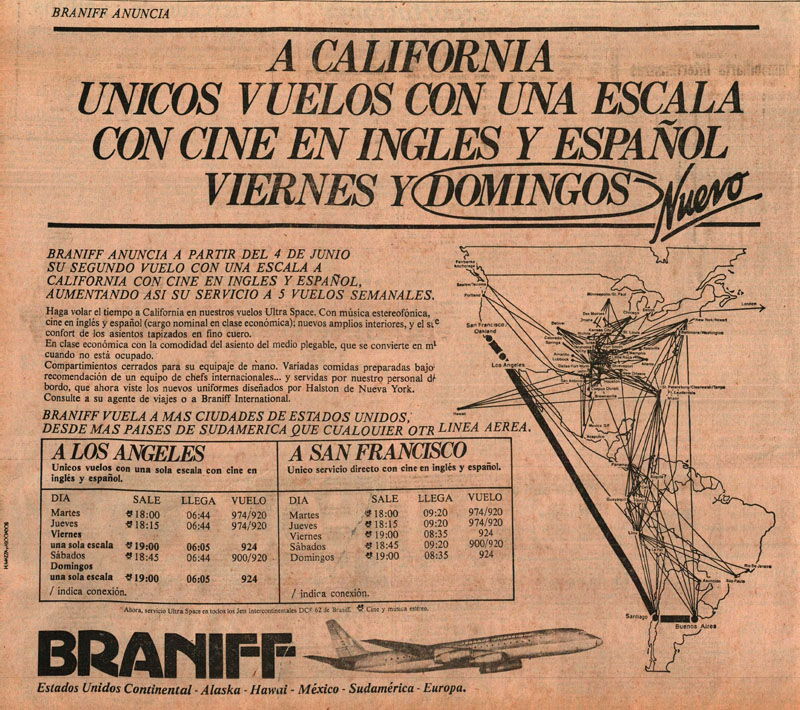 BRANIFF ANUNCIA
A CALIFORNIA
UNICOS VUELOS CON UNA ESCALA
CON CINE EN INGLES Y ESPAÑOL
VIERNES Y DOMINGOS
Nuevo
BRANIFF ANUNCIA A PARTIR DEL 4 DE JUNIO
SU SEGUNDO VUELO CON UNA ESCALA A
CALIFORNIA CON CINE EN INGLES Y ESPAÑOL,
AUMENTANDO ASI SU SERVICIO A 5 VUELOS SEMANALES.
Haga volar el tiempo a California en nuestros vuelos Ultra Space. Con música estereofónica,
cine en inglés y español (cargo nominal en clase económica); nuevos amplios interiores, y el
confort de los asientos tapizados en fino cuero.
En clase económica con la comodidad del asiento del medio plegable, que se convierte en
cuando no está ocupado.
Compartimientos cerrados para su equipaje de mano. Variadas comidas preparadas bajo
recomendación de un equipo de chefs internacionales... y servidas por nuestro personal
bordo, que ahora viste los nuevos uniformes diseñados por Halston de Nueva York.
Consulte a su agente de viajes o a Braniff International.
BRANIFF VUELA A MAS CIUDADES DE ESTADOS UNIDOS,
DESDE MAS PAISES DE SUDAMERICA QUE CUALQUIER OTR LINEA AEREA.
A LOS ANGELES
Unicos vuelos con una sola escala con cine en
inglés y español.
DIA SALE LLEGA VUELO
Martes 18:00 06:44 974/920
Jueves 18:15 06:44 974/920
Viernes
una sola escala 19:00 06:05 924
Sábados 18:45 06:44 900/920
Domingos
una sola escala 19:00 06:05 924
/ indica conexión.
A SAN FRANCISCO
Unico servicio directo con cine en inglés y español.
DIA SALE LLEGA VUELO
Martes 18:00 09:20 974/920
Jueves 18:15 09:20 974/920
Viernes 19:00 08:35 924
Sábados 18:45 09:20 900/920
Domingos 19:00 08:35 924
/ indica conexión.
Ahora, servicio Ultra Space en todos los Jets Intercontinentales DC 62 de Braniff. Cine y música estéreo.
BRANIFF
Estados Unidos Continental - Alaska - Hawai - México - Sudamérica - Europa.
Portland
San Francisco
Oakland
Los Angeles
Hawaii
London
Acapulco
Lima
Rio De Janeiro
Sao Paulo
Santiago
Buenos Aires